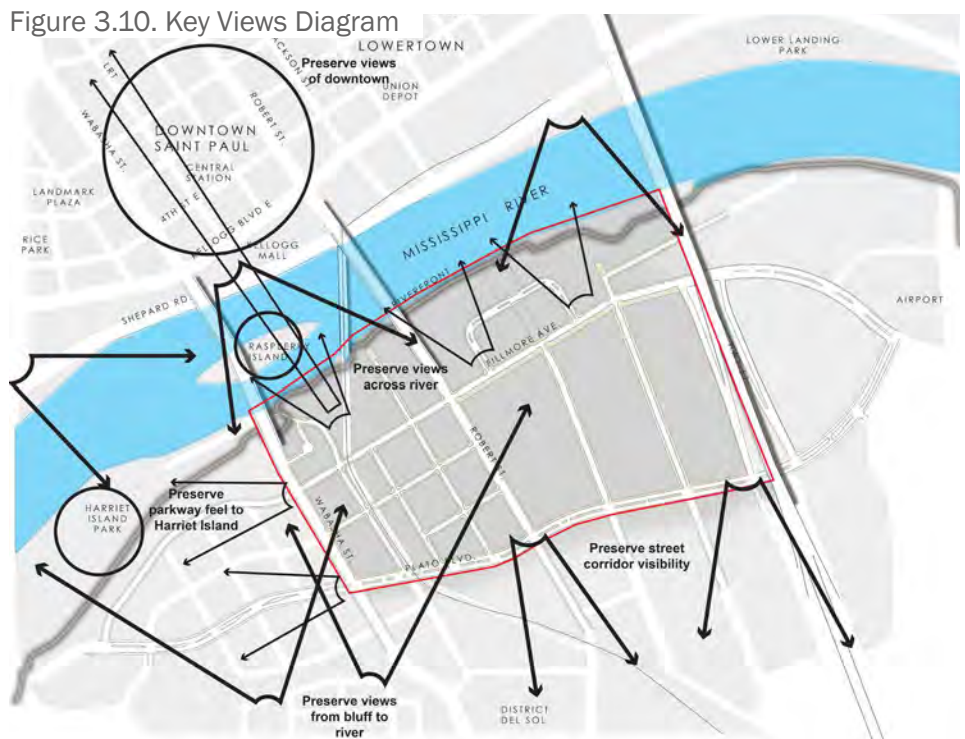 Figure 3.10. Key Views Diagram
LOWERTOWN
LOWER LANDING
PARK
JACKSON ST.
Preserve views
of downtown
UNION
DEPOT
LRT
WABASHA ST.
ROBERT ST.
DOWNTOWN
SAINT PAUL
CENTRAL
STATION
4TH ST E
KELLOGG BLVD E
KELLOGG
MALL
LANDMARK
PLAZA
RICE
PARK
MISSISSIPPI RIVER
SHEPARD RD.
RIVERFRONT
AIRPORT
RASPBERRY
ISLAND
FILLMORE AVE.
Preserve views
across river
ROBERT ST.
Preserve
parkway feel to
Harriet Island
HARRIET
ISLAND
PARK
WABASHA ST.
PLATO BLVD.
Preserve street
corridor visibility
Preserve views
from bluff to
river
DISTRICT
DEL SOL